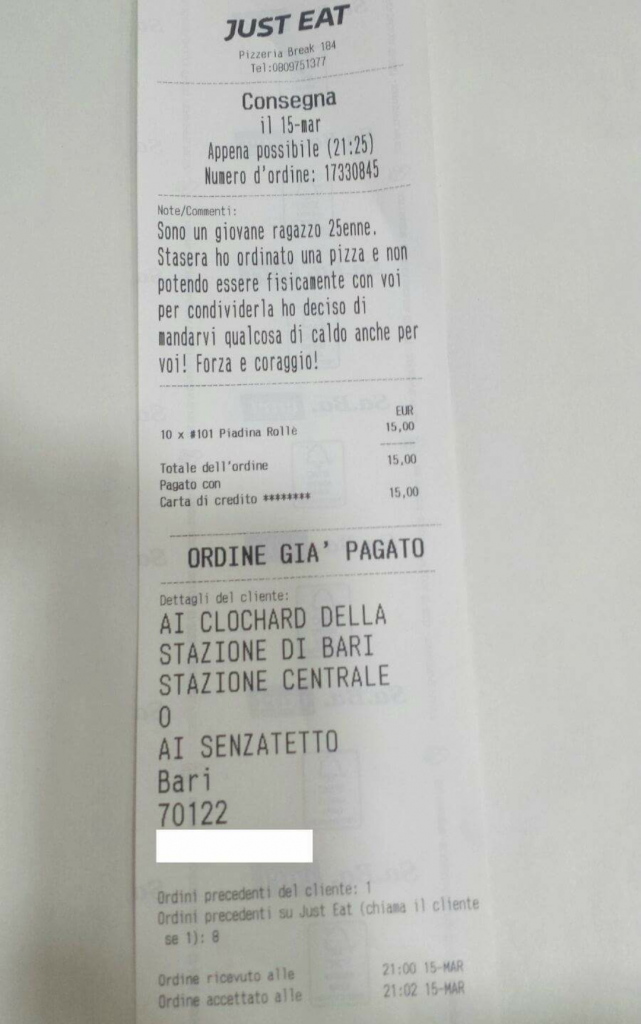 JUST EAT
Pizzeria Break 184
Tel:0809751377
Consegna
il 15-mar
Appena possibile (21:25)
Numero d'ordine: 17330845
Note/Commenti:
Sono un giovane ragazzo 25enne.
Stasera ho ordinato una pizza e non
potendo essere fisicamente con voi
per condividerla ho deciso di
mandarvi qualcosa di caldo anche per
voi! Forza e coraggio!
EUR
10 x #101 Piadina Rollè 15,00
Totale dell'ordine 15,00
Pagato con
Carta di credito ******** 15,00
ORDINE GIA' PAGATO
Dettagli del cliente:
AI CLOCHARD DELLA
STAZIONE DI BARI
STAZIONE CENTRALE
O
AI SENZATETTO
Bari
70122
Ordini precedenti del cliente: 1
Ordini precedenti su Just Eat (chiama il cliente
se 1): 8
Ordine ricevuto alle 21:00 15-MAR
Ordine accettato alle 21:02 15-MAR